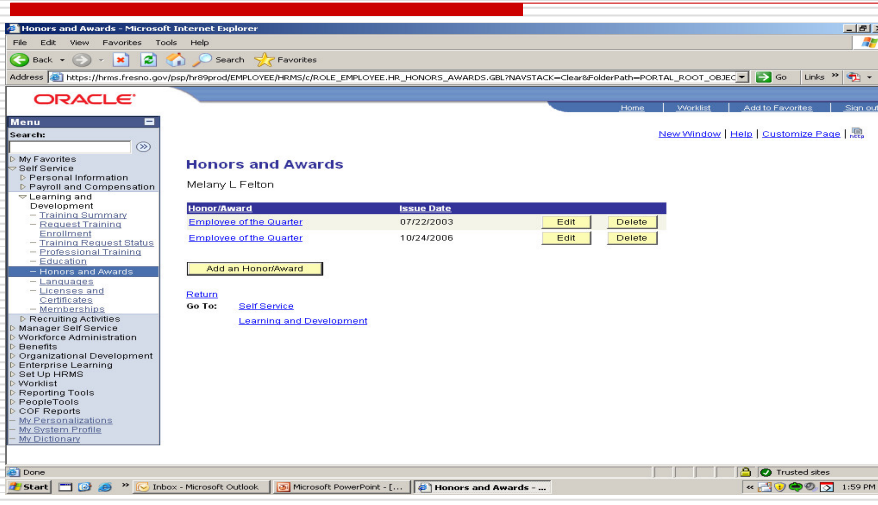 Honors and Awards - Microsoft Internet Explorer
File Edit View Favorites Tools Help
Back Search Favorites
Address https://hrms.fresno.gov/psp/hr89prod/EMPLOYEE/HRMS/c/ROLE_EMPLOYEE.HR_HONORS_AWARDS.GBL?NAVSTACK=Clear&FolderPath=PORTAL_ROOT_OBJEC Go Links »
ORACLE
Home Worklist Add to Favorites Sign out
Menu
Search:
New Window | Help | Customize Page | http
My Favorites
Self Service
Personal Information
Payroll and Compensation
Learning and
Development
Training Summary
Request Training
Enrollment
Training Request Status
Professional Training
Education
Honors and Awards
Languages
Licenses and
Certificates
Memberships
Recruiting Activities
Manager Self Service
Workforce Administration
Benefits
Organizational Development
Enterprise Learning
Set Up HRMS
Worklist
Reporting Tools
PeopleTools
COF Reports
My Personalizations
My System Profile
My Dictionary
Honors and Awards
Melany L Felton
Honor/Award Issue Date
Employee of the Quarter 07/22/2003 Edit Delete
Employee of the Quarter 10/24/2006 Edit Delete
Add an Honor/Award
Return
Go To: Self Service
Learning and Development
Done Trusted sites
Start » Inbox - Microsoft Outlook Microsoft PowerPoint - [... Honors and Awards - ... « 1:59 PM